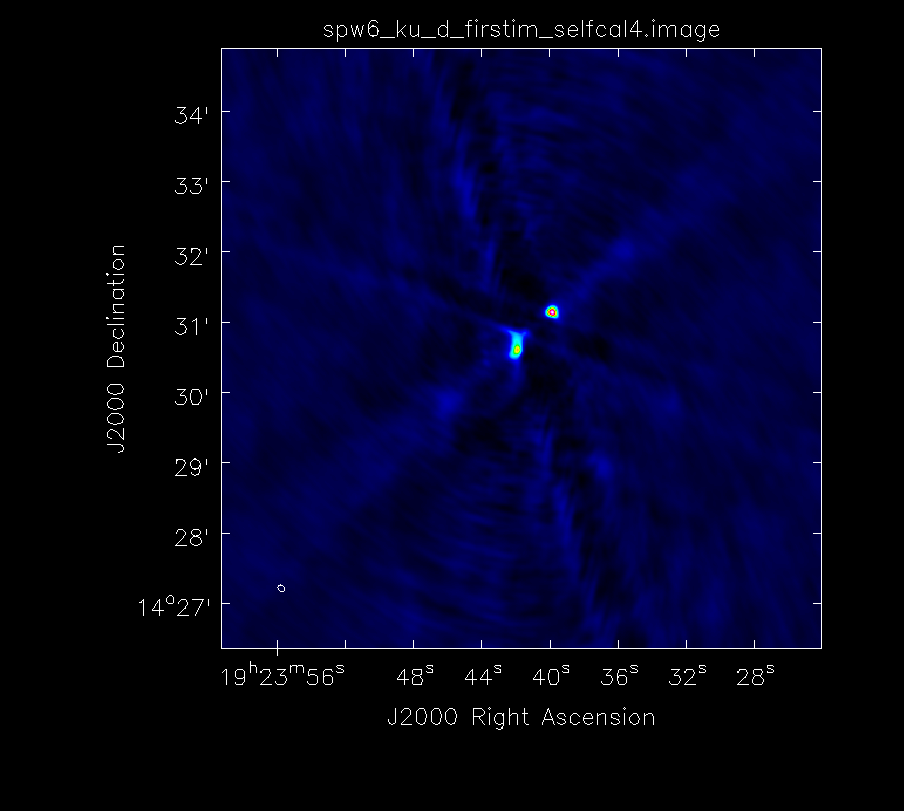 spw6_ku_d_firstim_selfcal4.image
34'
33'
32'
31'
30'
29'
28'
14°27'
J2000 Declination
19ʰ23ᵐ56ˢ 48ˢ 44ˢ 40ˢ 36ˢ 32ˢ 28ˢ
J2000 Right Ascension